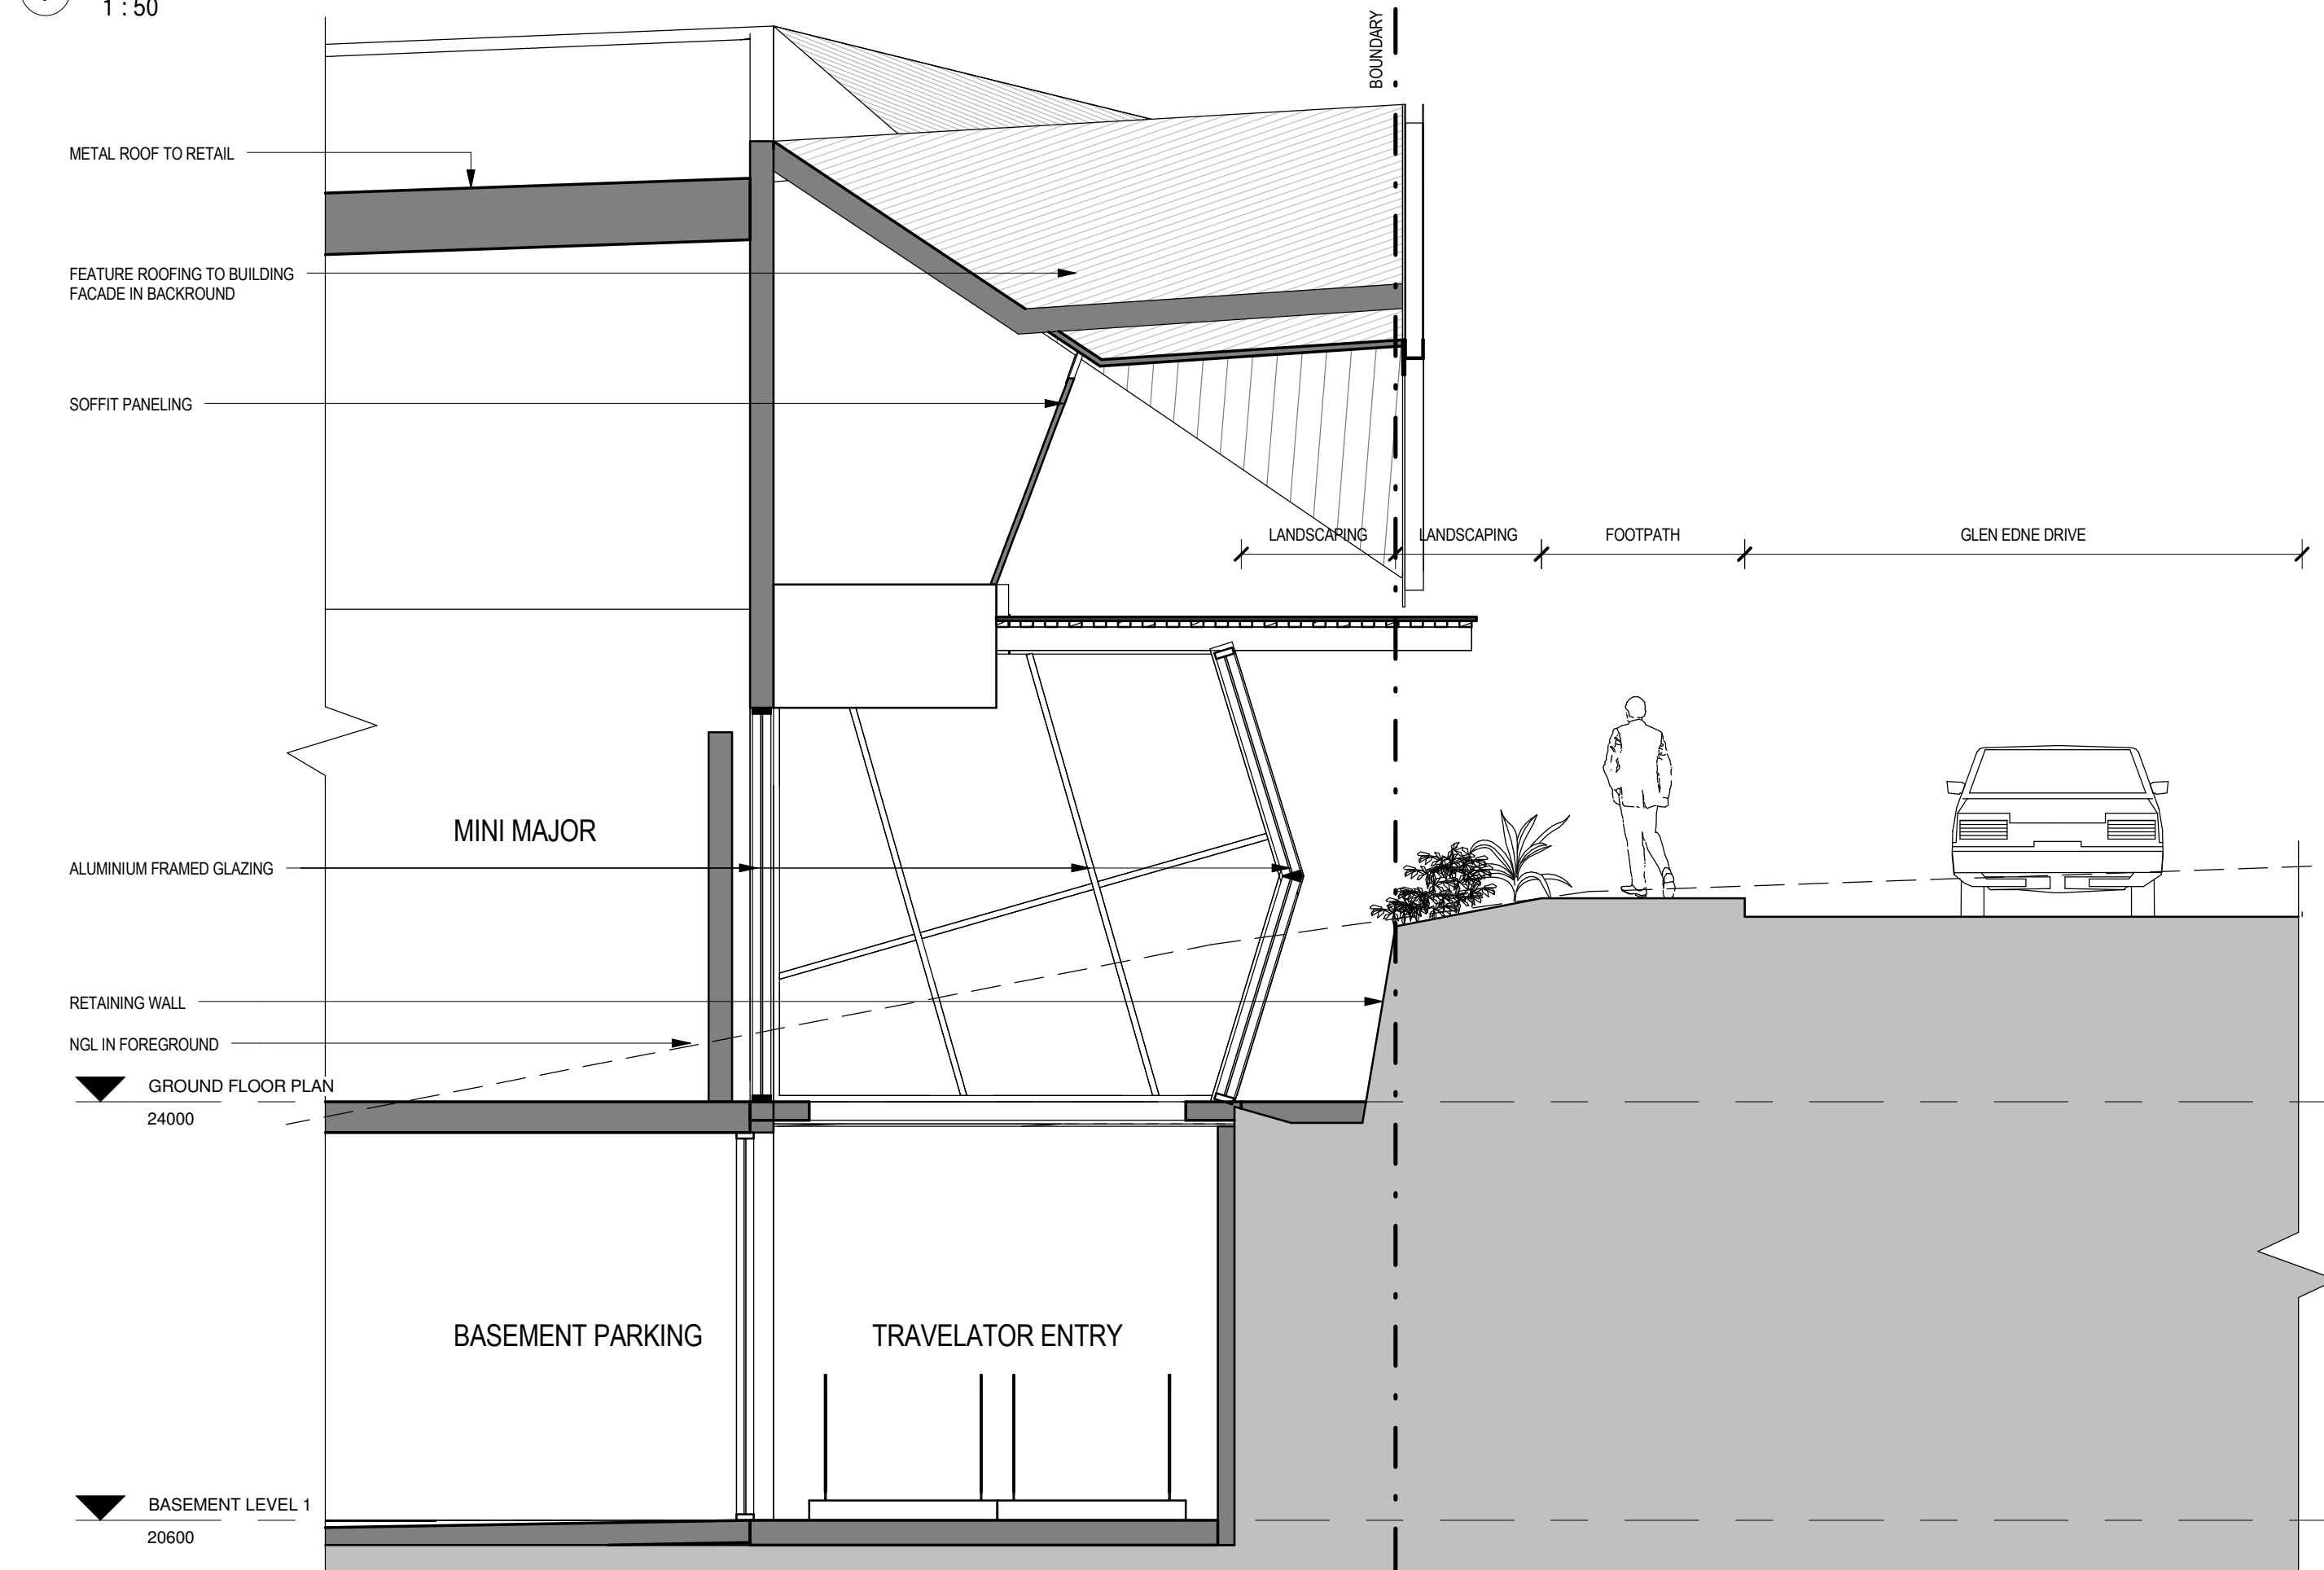 1 : 50
BOUNDARY
METAL ROOF TO RETAIL
FEATURE ROOFING TO BUILDING
FACADE IN BACKROUND
SOFFIT PANELING
LANDSCAPING
LANDSCAPING
FOOTPATH
GLEN EDNE DRIVE
MINI MAJOR
ALUMINIUM FRAMED GLAZING
RETAINING WALL
NGL IN FOREGROUND
GROUND FLOOR PLAN
24000
BASEMENT PARKING
TRAVELATOR ENTRY
BASEMENT LEVEL 1
20600